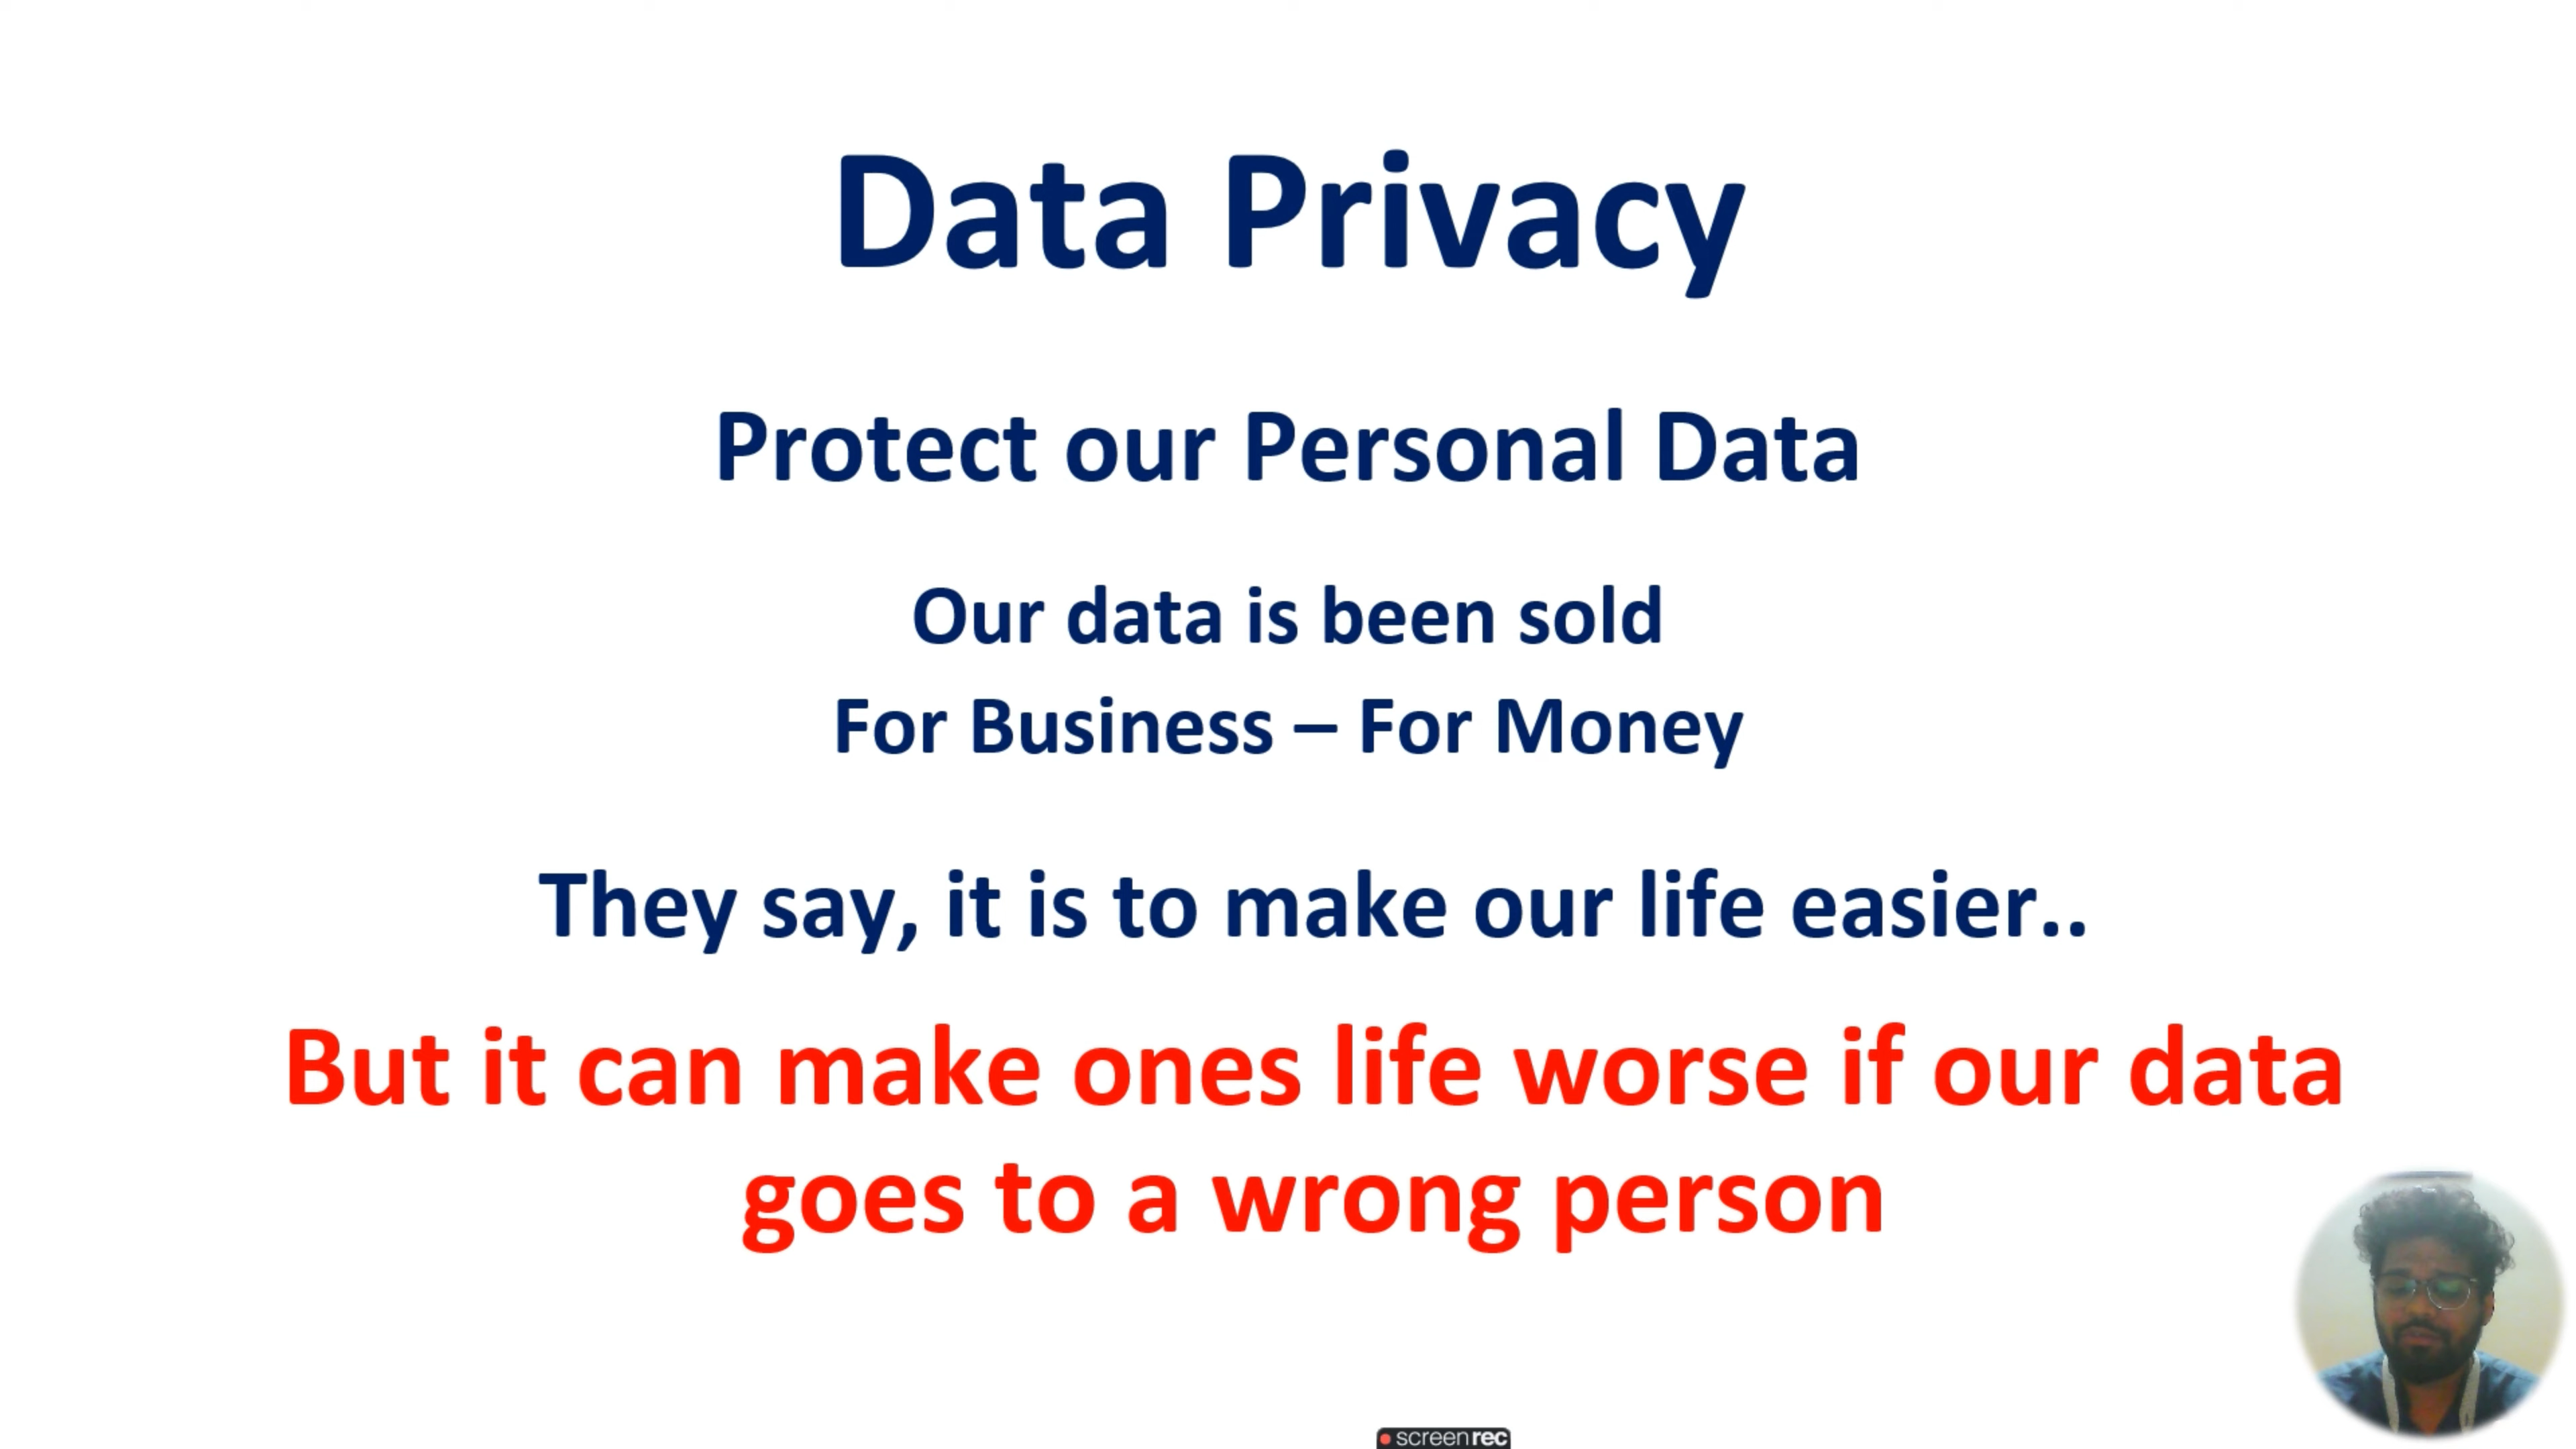 Data Privacy
Protect our Personal Data
Our data is been sold
For Business – For Money
They say, it is to make our life easier..
But it can make ones life worse if our data
goes to a wrong person
screenrec